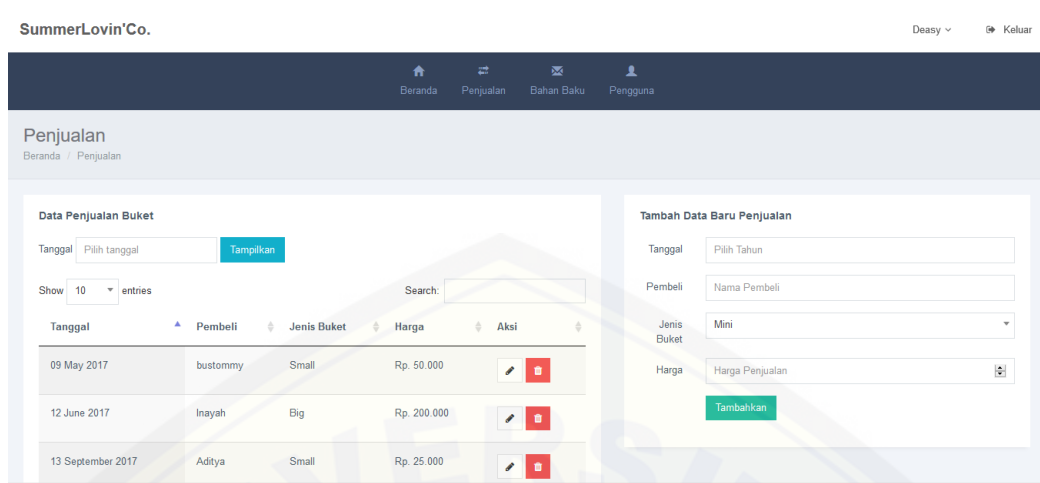 SummerLovin'Co.
Deasy
Keluar
Beranda Penjualan Bahan Baku Pengguna
Penjualan
Beranda / Penjualan
Data Penjualan Buket
Tanggal Pilih tanggal Tampilkan
Show 10 entries
Search:
Tanggal Pembeli Jenis Buket Harga Aksi
09 May 2017 bustommy Small Rp. 50.000
12 June 2017 Inayah Big Rp. 200.000
13 September 2017 Aditya Small Rp. 25.000
Tambah Data Baru Penjualan
Tanggal Pilih Tahun
Pembeli Nama Pembeli
Jenis Buket Mini
Harga Harga Penjualan
Tambahkan